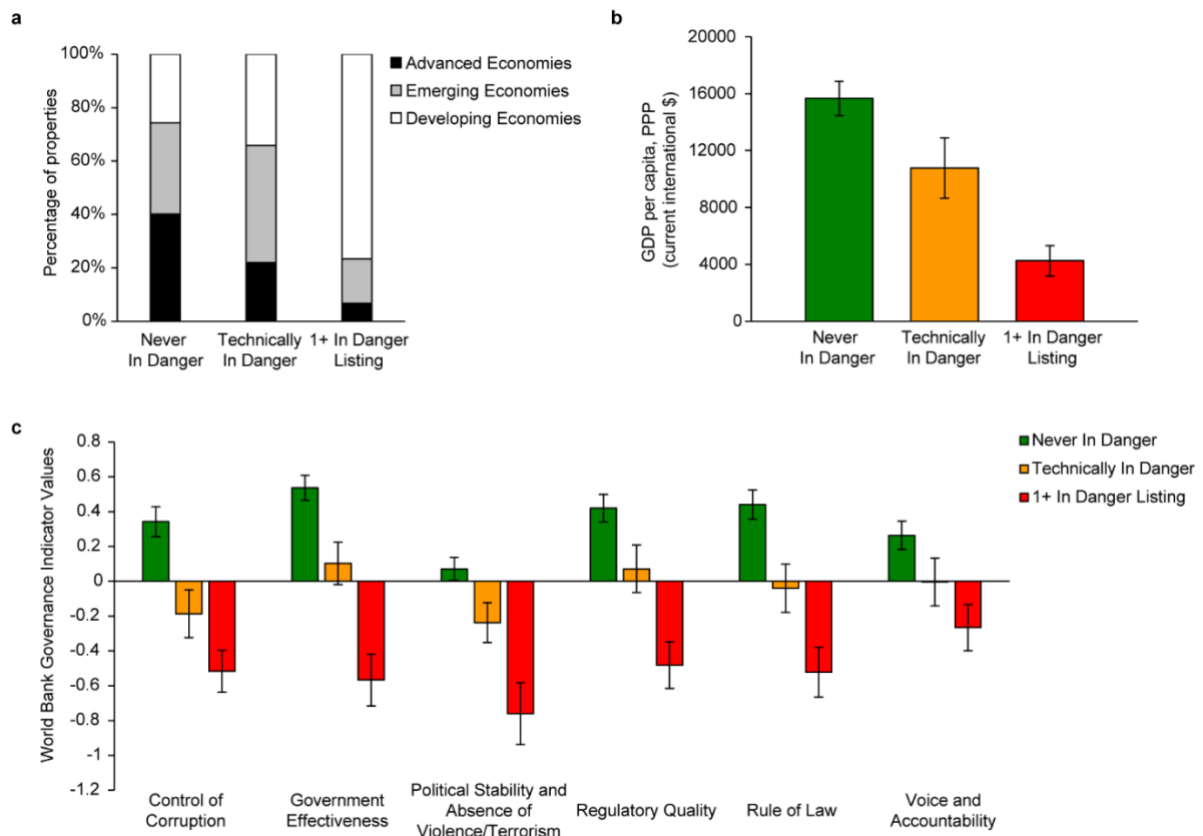 a
100%
80%
60%
40%
20%
0%
Percentage of properties
Advanced Economies
Emerging Economies
Developing Economies
Never
In Danger
Technically
In Danger
1+ In Danger
Listing
b
20000
16000
12000
8000
4000
0
GDP per capita, PPP
(current international $)
Never
In Danger
Technically
In Danger
1+ In Danger
Listing
c
0.8
0.6
0.4
0.2
0
-0.2
-0.4
-0.6
-0.8
-1
-1.2
World Bank Governance Indicator Values
Never In Danger
Technically In Danger
1+ In Danger Listing
Control of
Corruption
Government
Effectiveness
Political Stability and
Absence of
Violence/Terrorism
Regulatory Quality
Rule of Law
Voice and
Accountability